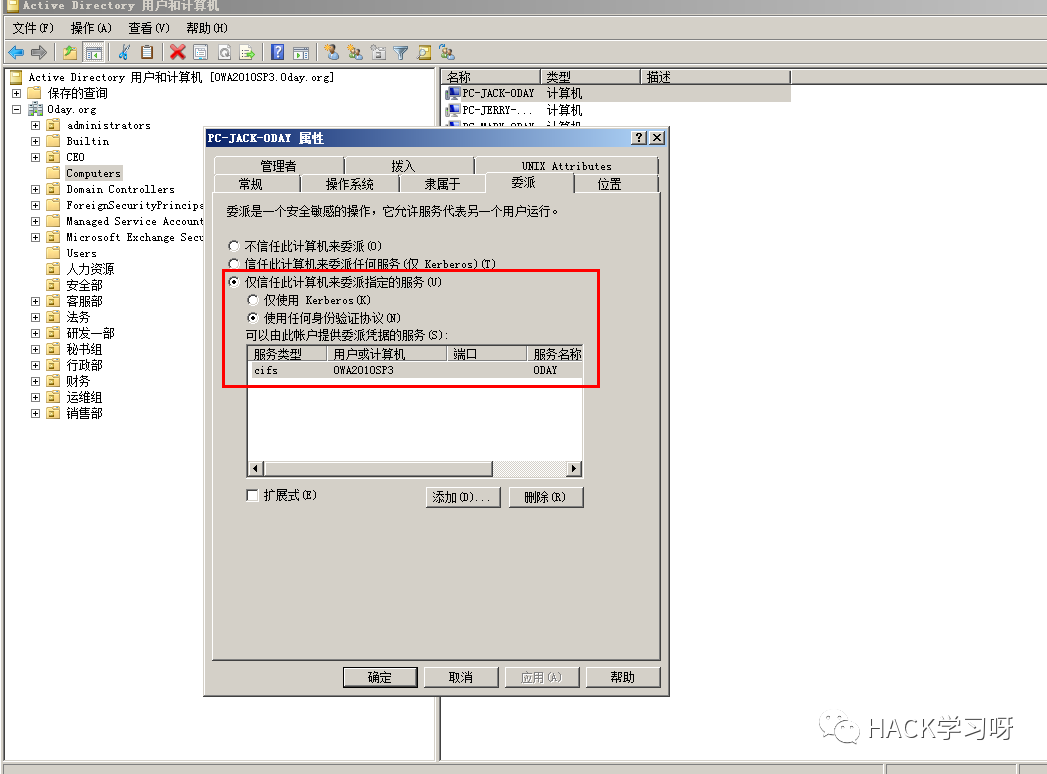 Active Directory 用户和计算机
文件(F) 操作(A) 查看(V) 帮助(H)
Active Directory 用户和计算机 [OWA2010SP3.0day.org]
保存的查询
0day.org
administrators
Builtin
CEO
Computers
Domain Controllers
ForeignSecurityPrincipa
Managed Service Account
Microsoft Exchange Secu
Users
人力资源
安全部
客服部
法务
研发一部
秘书组
行政部
财务
运维组
销售部
名称 类型 描述
PC-JACK-0DAY 计算机
PC-JERRY-... 计算机
PC-JACK-0DAY 属性
管理者 拨入 UNIX Attributes
常规 操作系统 隶属于 委派 位置
委派是一个安全敏感的操作，它允许服务代表另一个用户运行。
不信任此计算机来委派(O)
信任此计算机来委派任何服务(仅 Kerberos)(T)
仅信任此计算机来委派指定的服务(U)
仅使用 Kerberos(K)
使用任何身份验证协议(N)
可以由此帐户提供委派凭据的服务(S):
服务类型 用户或计算机 端口 服务名称
cifs OWA2010SP3 0DAY
扩展式(E)
添加(D)... 删除(R)
确定 取消 应用(A) 帮助
HACK学习呀